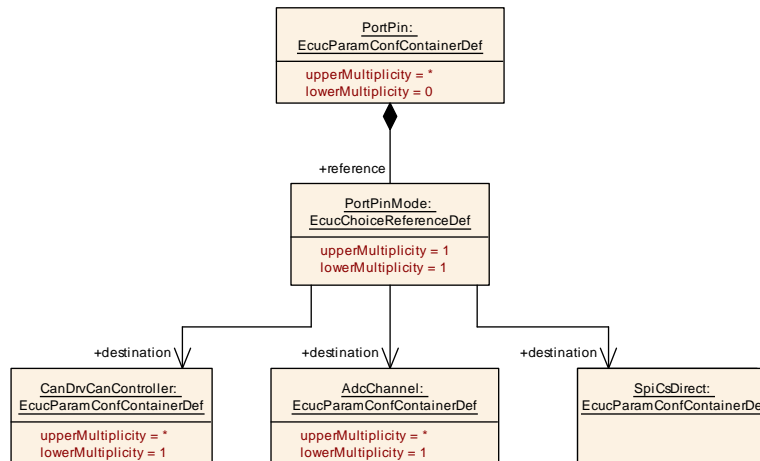 PortPin:
EcucParamConfContainerDef
upperMultiplicity = *
lowerMultiplicity = 0
+reference
PortPinMode:
EcucChoiceReferenceDef
upperMultiplicity = 1
lowerMultiplicity = 1
+destination
+destination
+destination
CanDrvCanController:
EcucParamConfContainerDef
upperMultiplicity = *
lowerMultiplicity = 1
AdcChannel:
EcucParamConfContainerDef
upperMultiplicity = *
lowerMultiplicity = 1
SpiCsDirect:
EcucParamConfContainerDe